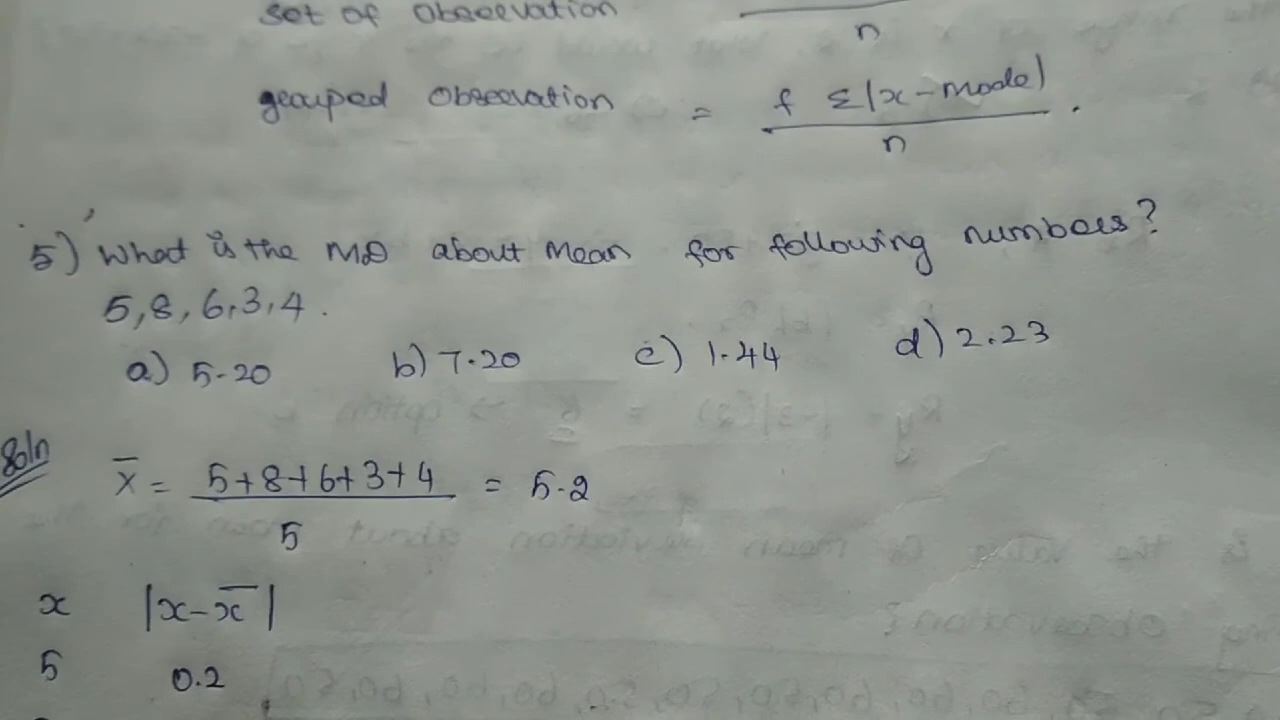 set of Observation
n
grouped Observation = f Σ|x - mode|
n .
5) What is the MD about Mean for following numbers?
5, 8, 6, 3, 4 .
a) 5.20 b) 7.20 c) 1.44 d) 2.23
Soln
x̄ = 5+8+6+3+4 = 5.2
5
x |x - x̄|
5 0.2